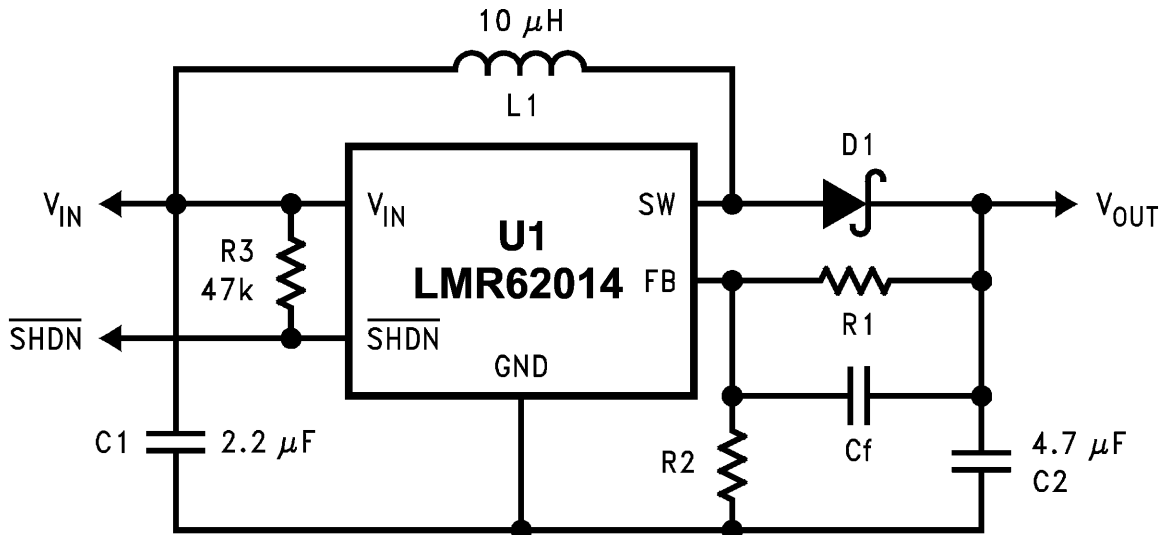 10 μH
L1
D1
V_IN
V_IN
SW
V_OUT
U1
LMR62014
R3
47k
FB
R1
SHDN
SHDN
GND
C1
2.2 μF
R2
Cf
4.7 μF
C2